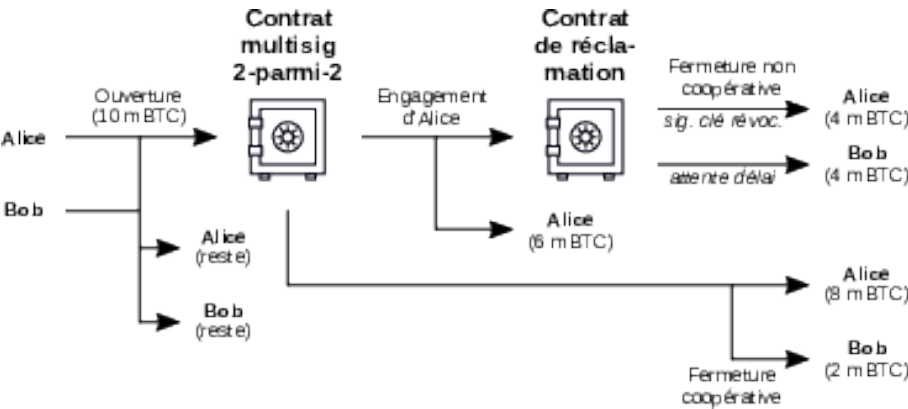 Contrat
multisig
2-parmi-2
Contrat
de récla-
mation
Ouverture
(10 mBTC)
Engagement
d'Alice
Fermeture non
coopérative
sig. clé révoc.
attente délai
Alice
(4 mBTC)
Bob
(4 mBTC)
Alice
Bob
Alice
(reste)
Bob
(reste)
Alice
(6 mBTC)
Alice
(8 mBTC)
Bob
(2 mBTC)
Fermeture
coopérative